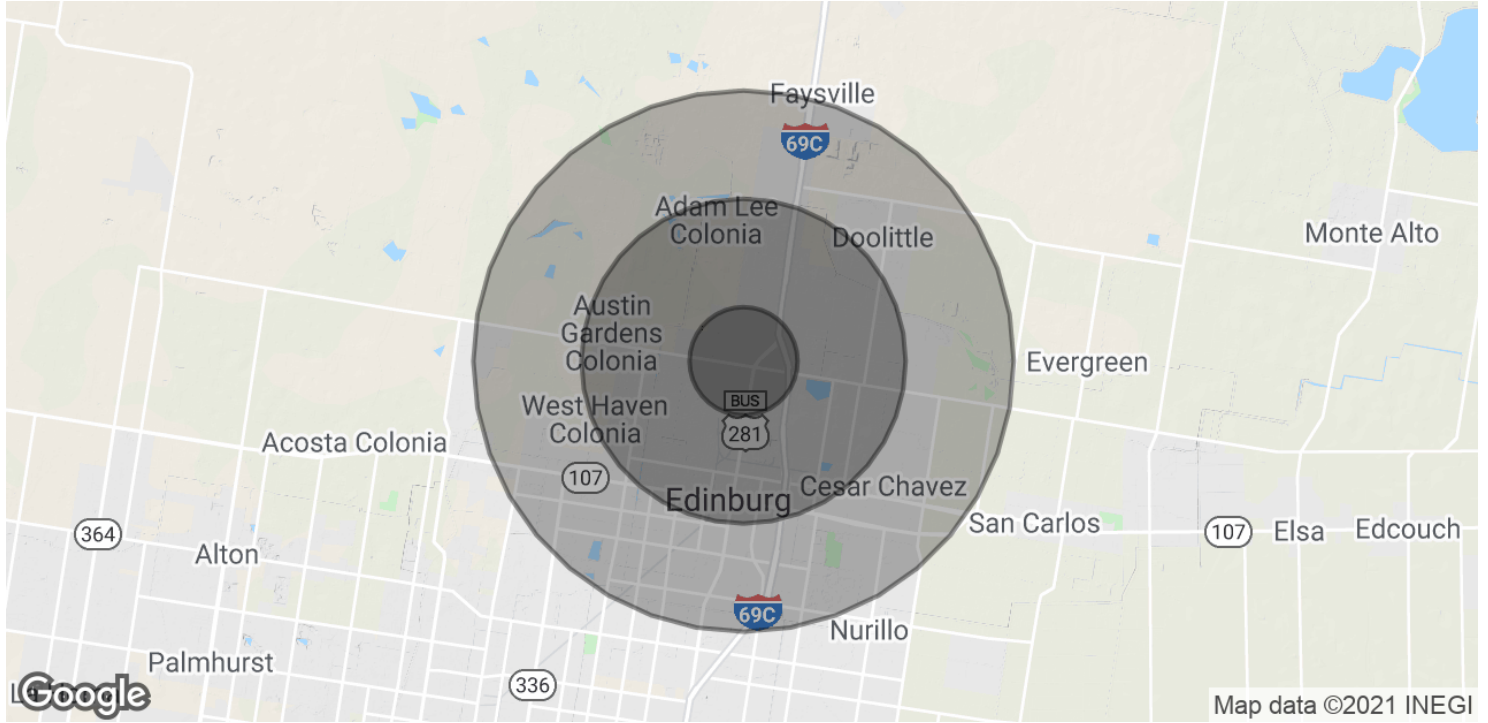 Faysville
69C
Adam Lee
Colonia
Doolittle
Monte Alto
Austin
Gardens
Colonia
Evergreen
BUS
281
West Haven
Colonia
Acosta Colonia
107
Cesar Chavez
Edinburg
San Carlos
107
Elsa
Edcouch
364
Alton
69C
Nurillo
Palmhurst
336
Google
Map data ©2021 INEGI